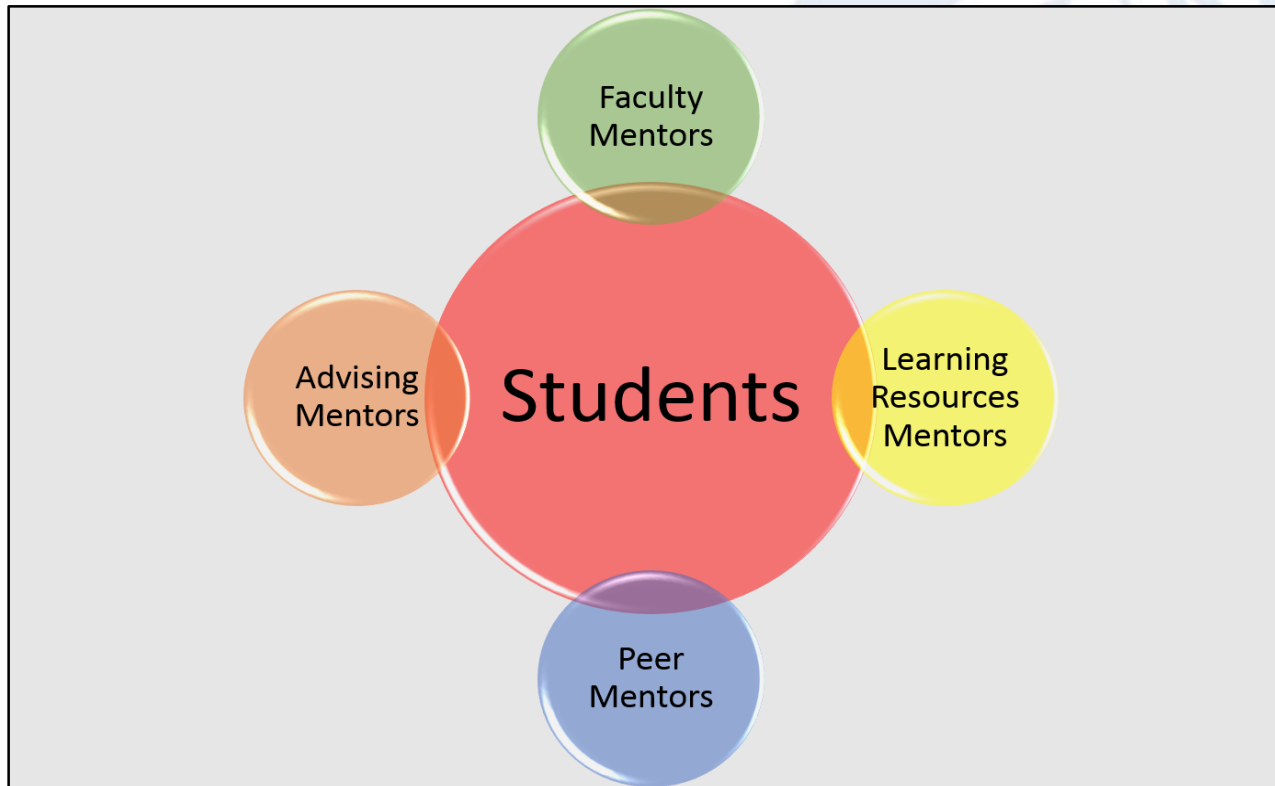 Faculty
Mentors
Advising
Mentors
Students
Learning
Resources
Mentors
Peer
Mentors